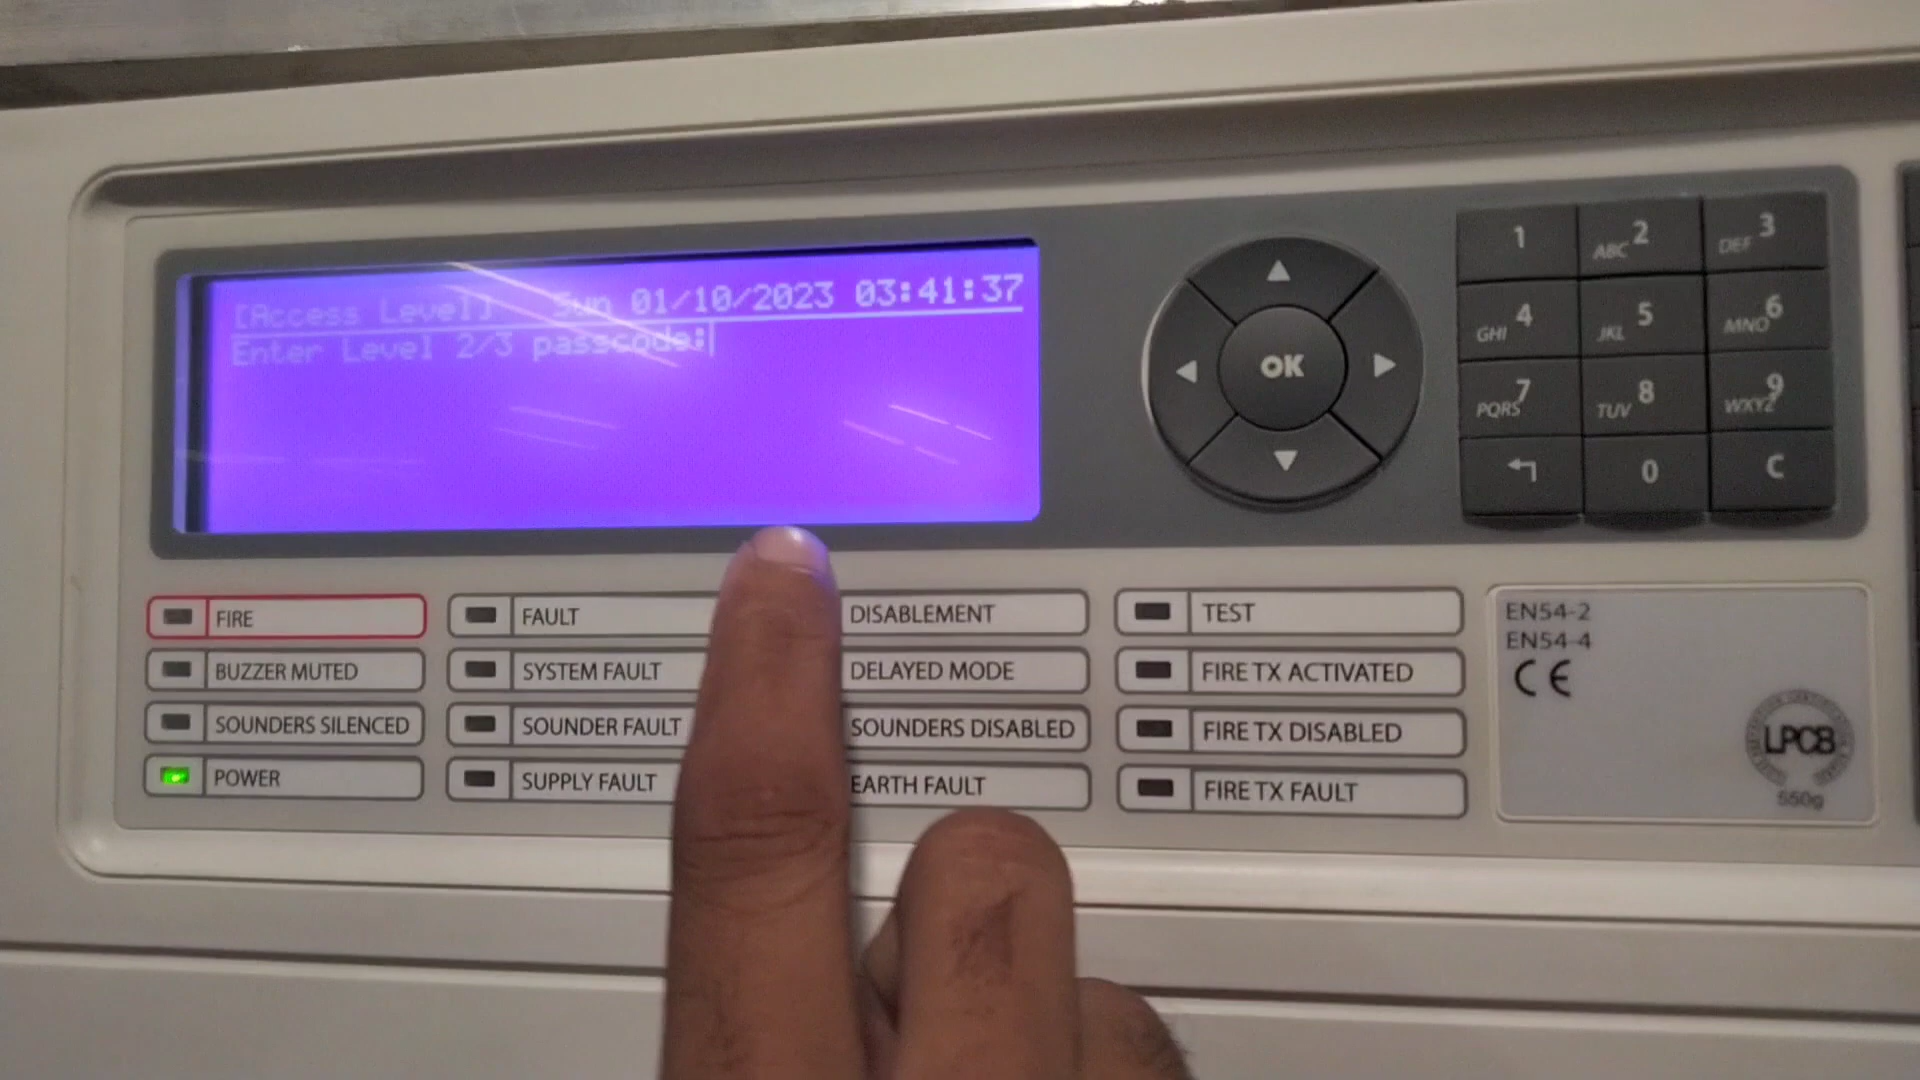 [Access Level] Sun 01/10/2023 03:41:37
Enter Level 2/3 passcode:
OK
1
ABC 2
DEF 3
GHI 4
JKL 5
MNO 6
PQRS 7
TUV 8
WXYZ 9
0
C
FIRE
FAULT
DISABLEMENT
TEST
BUZZER MUTED
SYSTEM FAULT
DELAYED MODE
FIRE TX ACTIVATED
SOUNDERS SILENCED
SOUNDER FAULT
SOUNDERS DISABLED
FIRE TX DISABLED
POWER
SUPPLY FAULT
EARTH FAULT
FIRE TX FAULT
EN54-2
EN54-4
CE
LPCB
550g